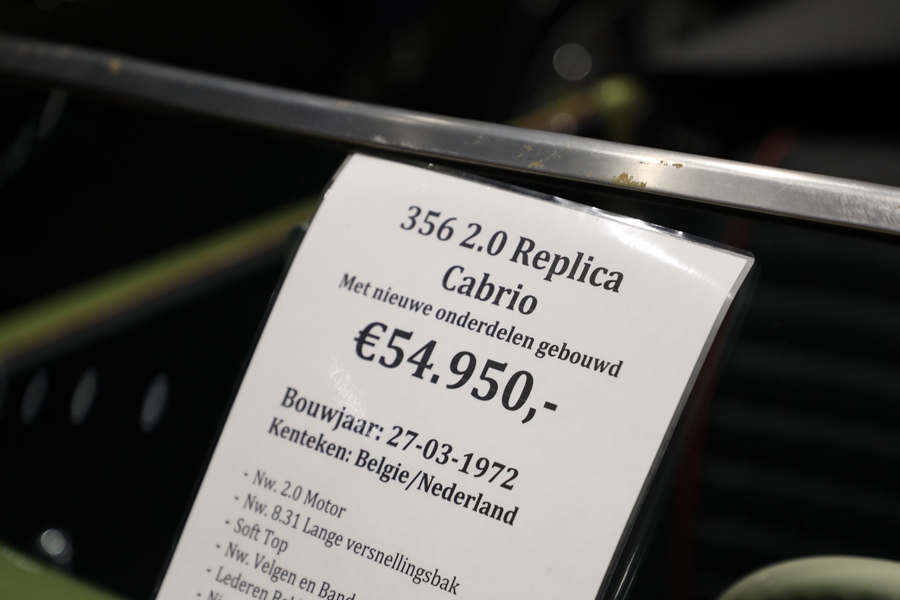 356 2.0 Replica
Cabrio
Met nieuwe onderdelen gebouwd
€54.950,-
Bouwjaar: 27-03-1972
Kenteken: Belgie/Nederland
- Nw. 2.0 Motor
- Nw. 8.31 Lange versnellingsbak
- Soft Top
- Nw. Velgen en Band
- Lederen